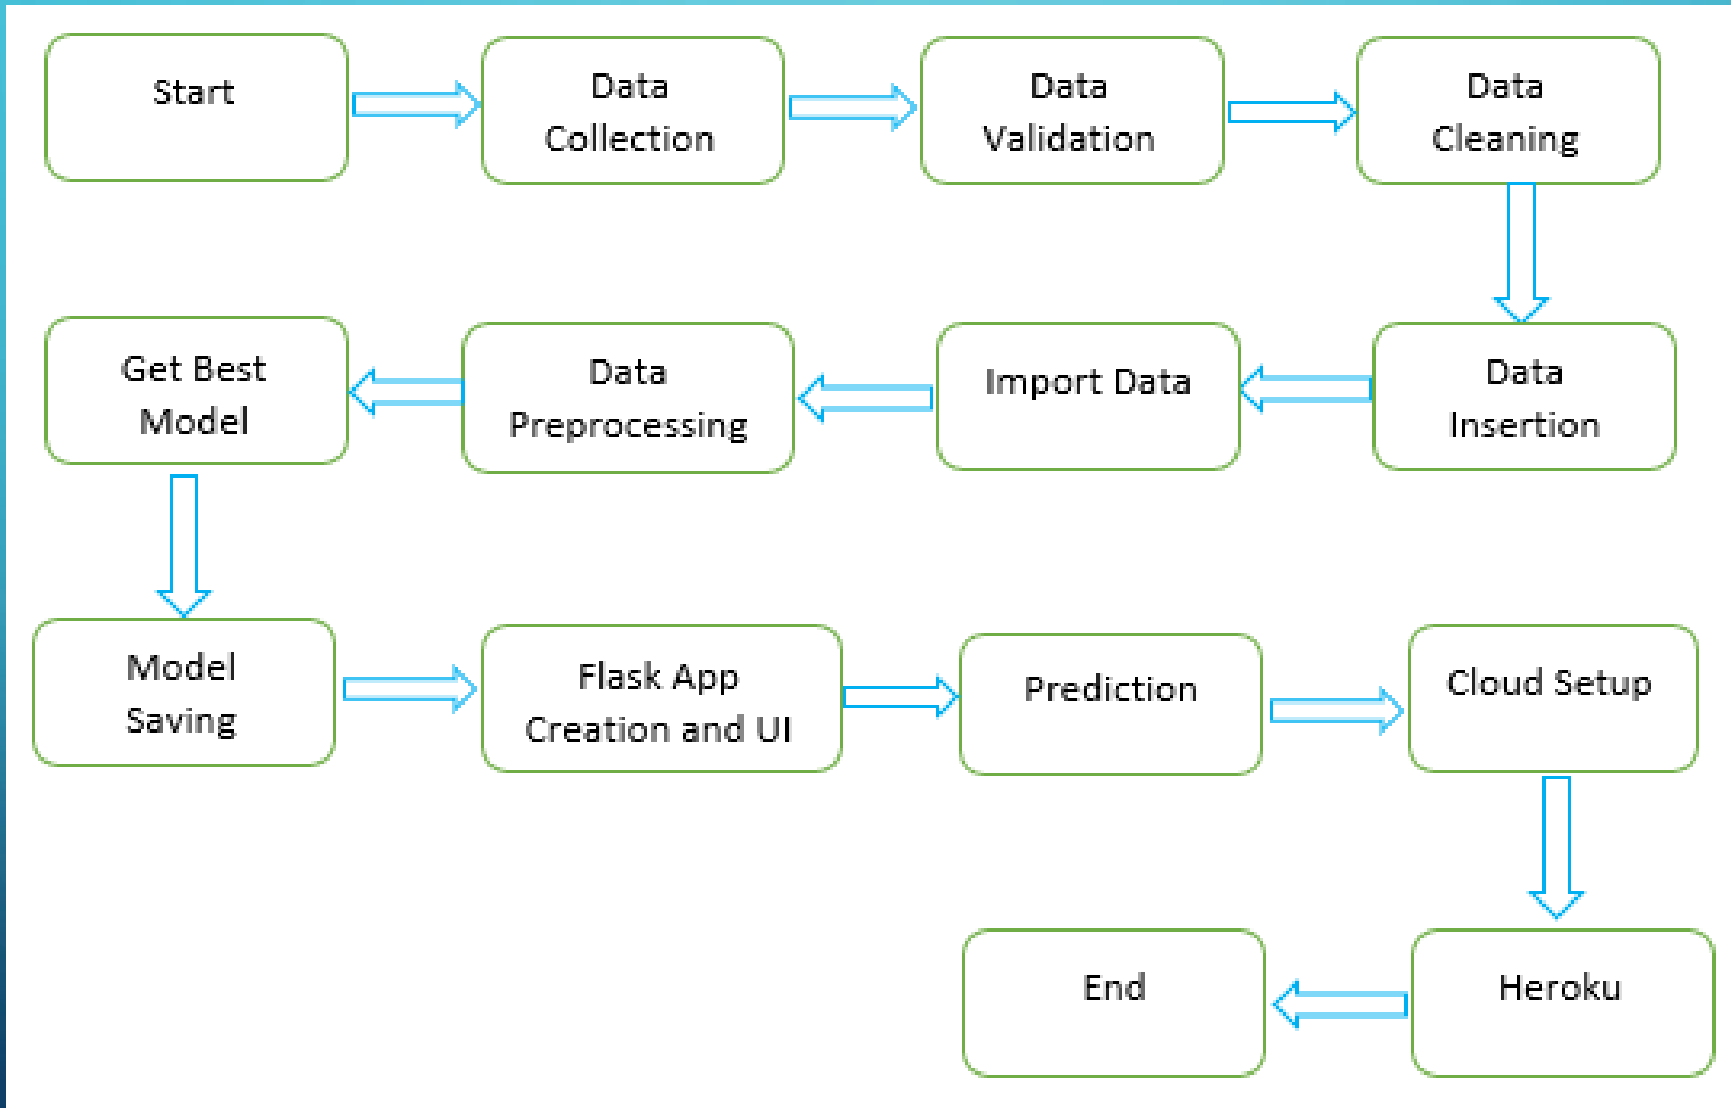 Start
Data
Collection
Data
Validation
Data
Cleaning
Data
Insertion
Import Data
Data
Preprocessing
Get Best
Model
Model
Saving
Flask App
Creation and UI
Prediction
Cloud Setup
Heroku
End